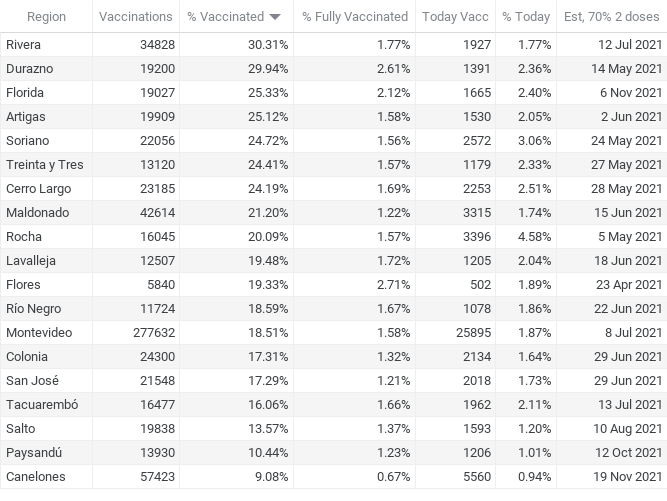 Region Vaccinations % Vaccinated % Fully Vaccinated Today Vacc % Today Est, 70% 2 doses
Rivera 34828 30.31% 1.77% 1927 1.77% 12 Jul 2021
Durazno 19200 29.94% 2.61% 1391 2.36% 14 May 2021
Florida 19027 25.33% 2.12% 1665 2.40% 6 Nov 2021
Artigas 19909 25.12% 1.58% 1530 2.05% 2 Jun 2021
Soriano 22056 24.72% 1.56% 2572 3.06% 24 May 2021
Treinta y Tres 13120 24.41% 1.57% 1179 2.33% 27 May 2021
Cerro Largo 23185 24.19% 1.69% 2253 2.51% 28 May 2021
Maldonado 42614 21.20% 1.22% 3315 1.74% 15 Jun 2021
Rocha 16045 20.09% 1.57% 3396 4.58% 5 May 2021
Lavalleja 12507 19.48% 1.72% 1205 2.04% 18 Jun 2021
Flores 5840 19.33% 2.71% 502 1.89% 23 Apr 2021
Río Negro 11724 18.59% 1.67% 1078 1.86% 22 Jun 2021
Montevideo 277632 18.51% 1.58% 25895 1.87% 8 Jul 2021
Colonia 24300 17.31% 1.32% 2134 1.64% 29 Jun 2021
San José 21548 17.29% 1.21% 2018 1.73% 29 Jun 2021
Tacuarembó 16477 16.06% 1.66% 1962 2.11% 13 Jul 2021
Salto 19838 13.57% 1.37% 1593 1.20% 10 Aug 2021
Paysandú 13930 10.44% 1.23% 1206 1.01% 12 Oct 2021
Canelones 57423 9.08% 0.67% 5560 0.94% 19 Nov 2021